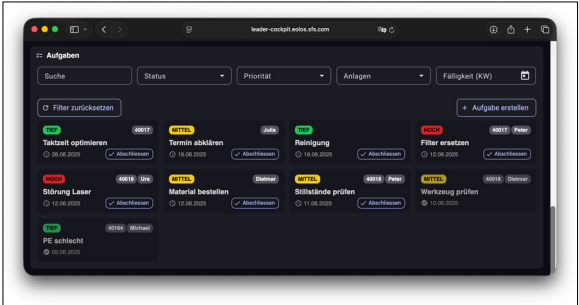 leader-cockpit.eolos.sfs.com
Aufgaben
Suche
Status
Priorität
Anlagen
Fälligkeit (KW)
Filter zurücksetzen
+ Aufgabe erstellen
TIEF 40017
Taktzeit optimieren
28.06.2025 Abschliessen
MITTEL Julia
Termin abklären
19.06.2025 Abschliessen
TIEF
Reinigung
18.06.2025 Abschliessen
HOCH 40017 Peter
Filter ersetzen
12.06.2025 Abschliessen
HOCH 40018 Urs
Störung Laser
12.06.2025 Abschliessen
MITTEL Dietmar
Material bestellen
12.06.2025 Abschliessen
MITTEL 40018 Peter
Stillstände prüfen
11.06.2025 Abschliessen
MITTEL 40018 Dietmar
Werkzeug prüfen
10.06.2025
TIEF 40164 Michael
PE schlecht
05.06.2025